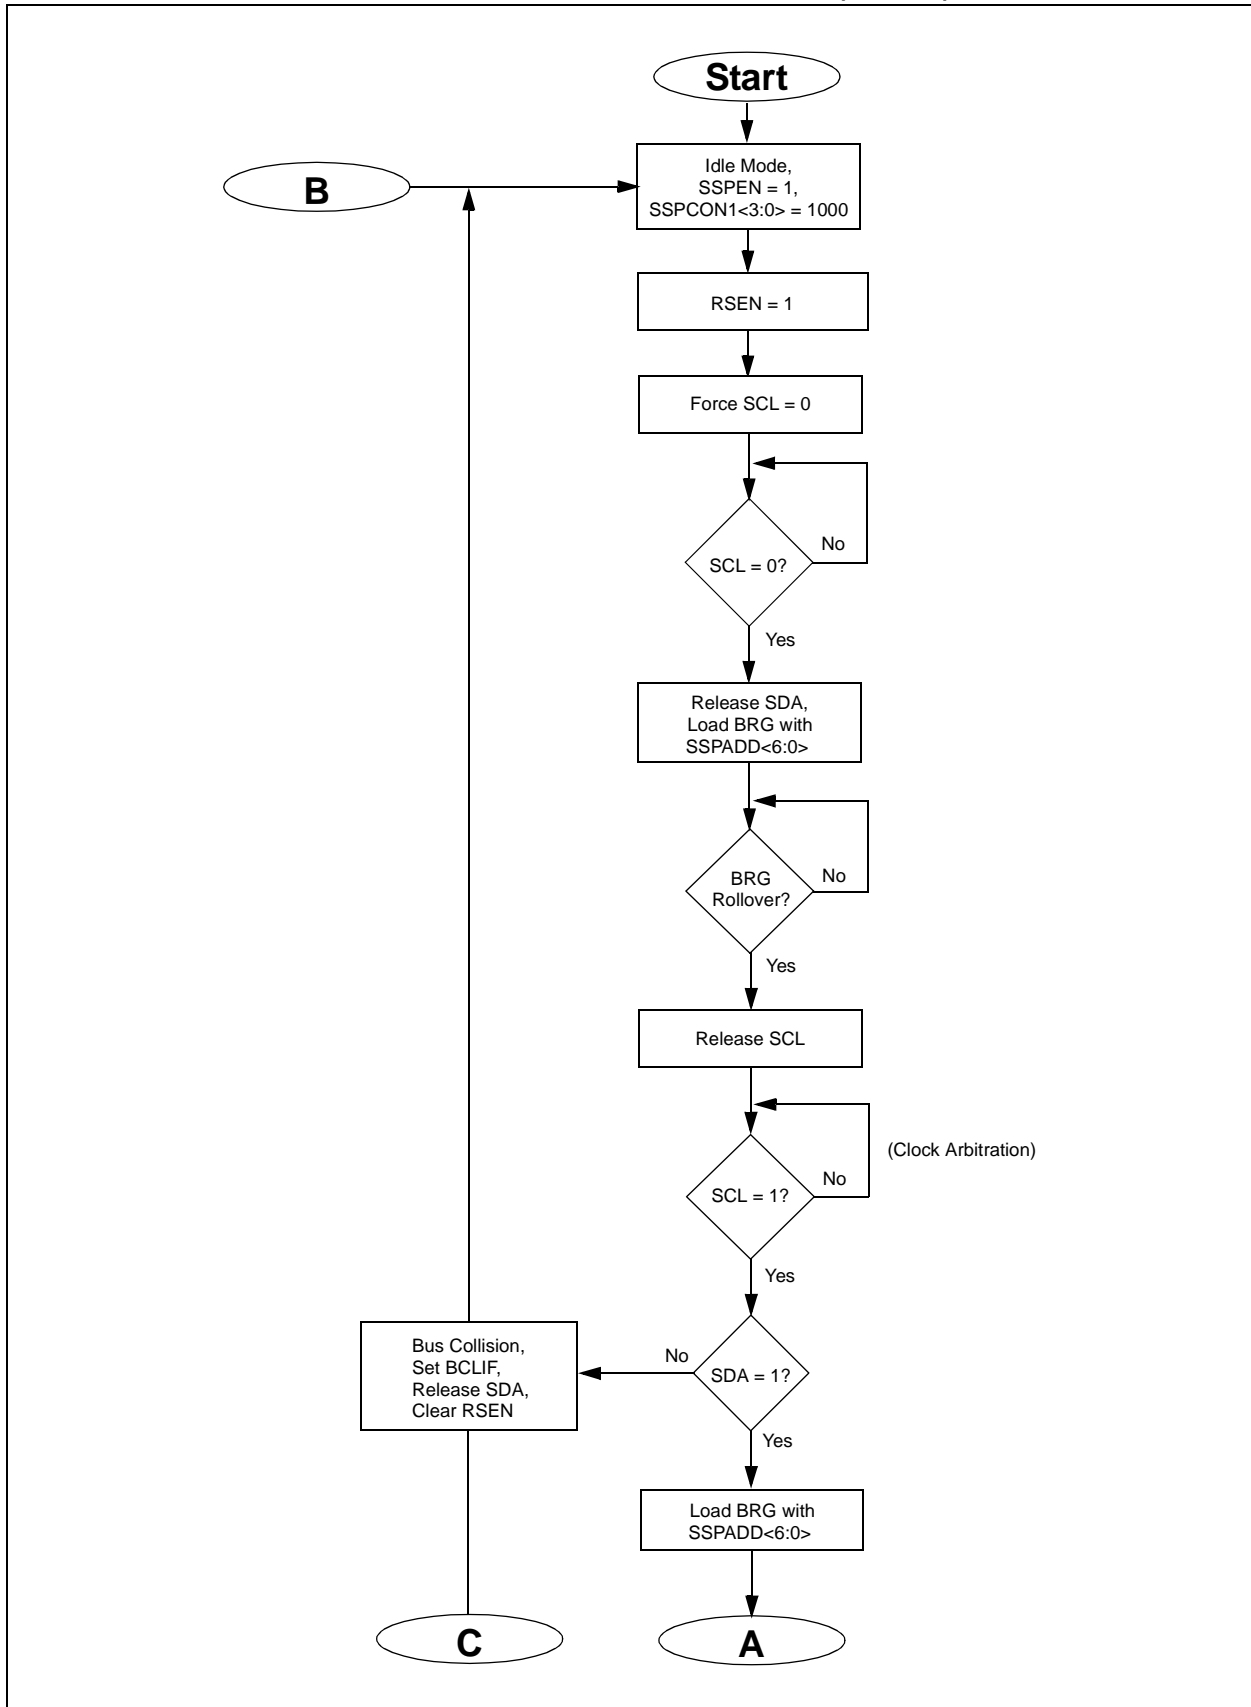 Start
B
Idle Mode,
SSPEN = 1,
SSPCON1<3:0> = 1000
RSEN = 1
Force SCL = 0
SCL = 0?
No
Yes
Release SDA,
Load BRG with
SSPADD<6:0>
BRG
Rollover?
No
Yes
Release SCL
(Clock Arbitration)
SCL = 1?
No
Yes
Bus Collision,
Set BCLIF,
Release SDA,
Clear RSEN
No
SDA = 1?
Yes
Load BRG with
SSPADD<6:0>
C
A